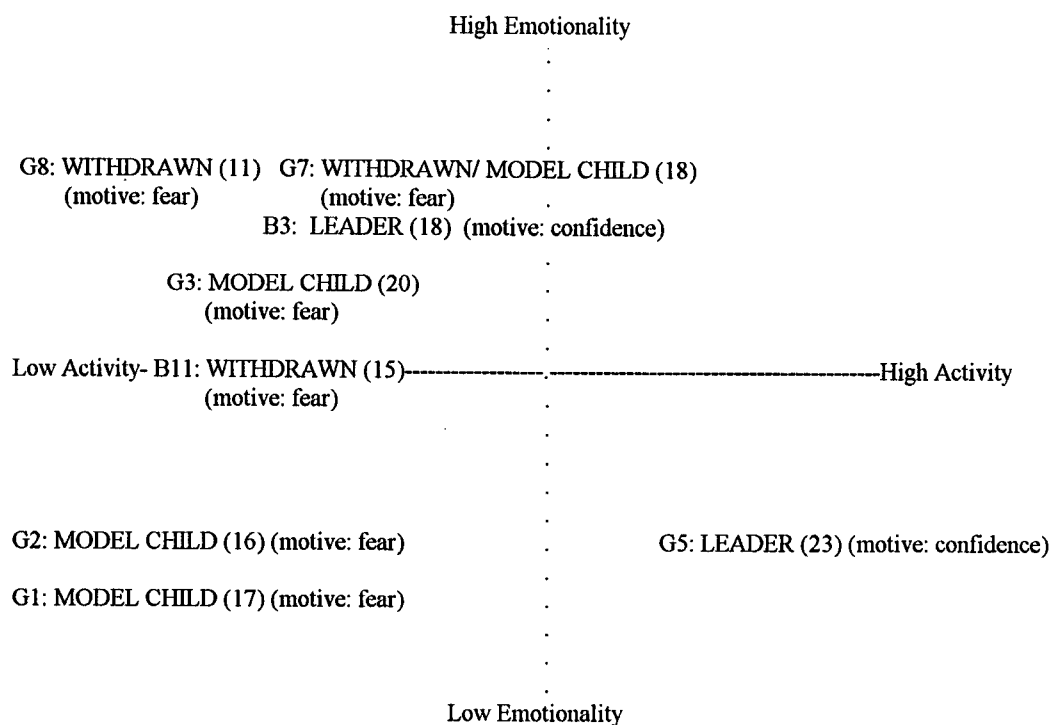 High Emotionality
G8: WITHDRAWN (11) G7: WITHDRAWN/ MODEL CHILD (18)
(motive: fear) (motive: fear)
B3: LEADER (18) (motive: confidence)
G3: MODEL CHILD (20)
(motive: fear)
Low Activity- B11: WITHDRAWN (15)-------------------.---------------------------------------------High Activity
(motive: fear)
G2: MODEL CHILD (16) (motive: fear) G5: LEADER (23) (motive: confidence)
G1: MODEL CHILD (17) (motive: fear)
Low Emotionality